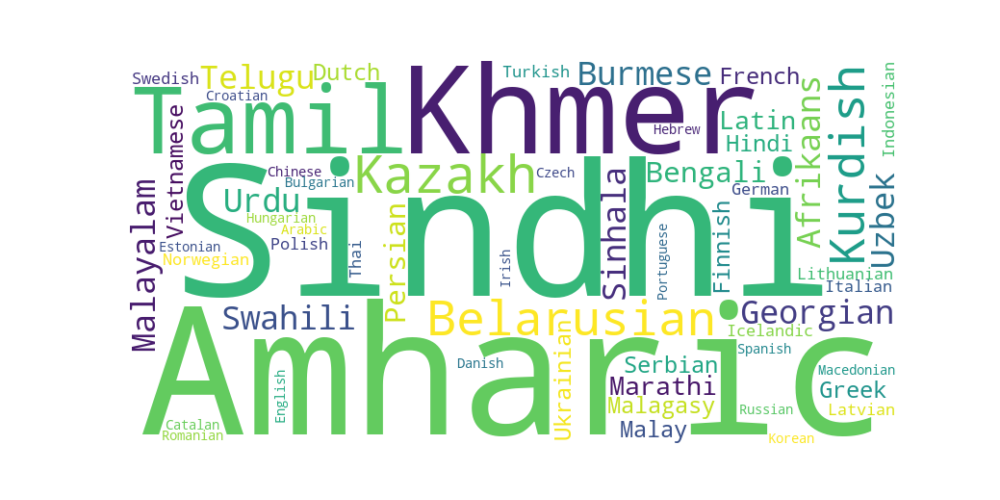 Swedish
Telugu
Dutch
Turkish
Burmese
French
Croatian
Tamil
Khmer
Hebrew
Latin
Hindi
Afrikaans
Kurdish
Indonesian
Vietnamese
Malayalam
Chinese
Bulgarian
Kazakh
Czech
Bengali
German
Urdu
Sindhi
Sinhala
Uzbek
Hungarian
Arabic
Estonian
Polish
Norwegian
Thai
Persian
Irish
Portuguese
Finnish
Lithuanian
Italian
Swahili
Belarusian
Georgian
Icelandic
Amharic
Ukrainian
Danish
Serbian
Spanish
English
Marathi
Macedonian
Greek
Malagasy
Russian
Latvian
Catalan
Romanian
Malay
Korean